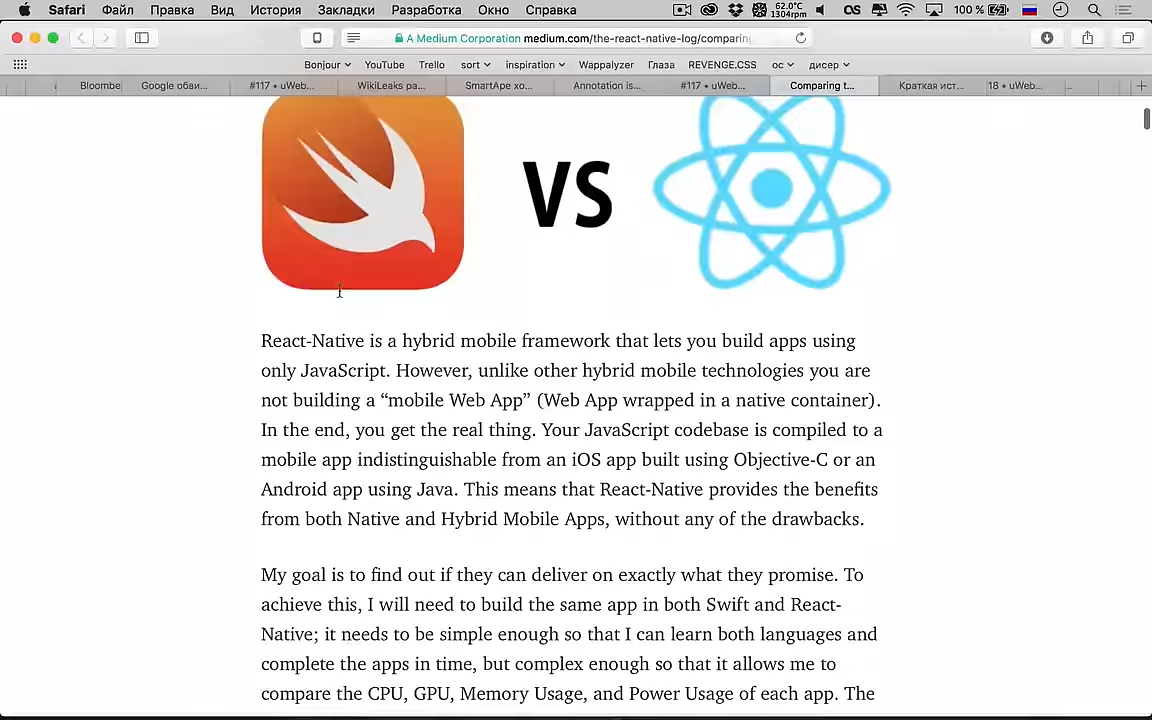 Safari Файл Правка Вид История Закладки Разработка Окно Справка 62.0°C 1304rpm 100 %
A Medium Corporation medium.com/the-react-native-log/comparing
Bonjour YouTube Trello sort inspiration Wappalyzer Глаза REVENGE.CSS ос дисер
Bloombe Google обви... #117 • uWeb... WikiLeaks ра... SmartApe хо... Annotation is... #117 • uWeb... Comparing t... Краткая ист... 18 • uWeb... ...
VS
React-Native is a hybrid mobile framework that lets you build apps using
only JavaScript. However, unlike other hybrid mobile technologies you are
not building a “mobile Web App” (Web App wrapped in a native container).
In the end, you get the real thing. Your JavaScript codebase is compiled to a
mobile app indistinguishable from an iOS app built using Objective-C or an
Android app using Java. This means that React-Native provides the benefits
from both Native and Hybrid Mobile Apps, without any of the drawbacks.
My goal is to find out if they can deliver on exactly what they promise. To
achieve this, I will need to build the same app in both Swift and React-
Native; it needs to be simple enough so that I can learn both languages and
complete the apps in time, but complex enough so that it allows me to
compare the CPU, GPU, Memory Usage, and Power Usage of each app. The